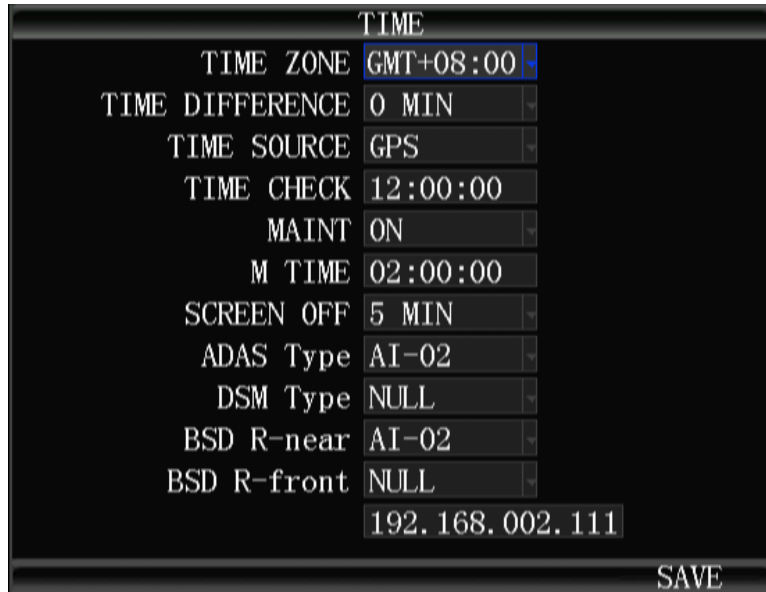 TIME
TIME ZONE GMT+08:00
TIME DIFFERENCE 0 MIN
TIME SOURCE GPS
TIME CHECK 12:00:00
MAINT ON
M TIME 02:00:00
SCREEN OFF 5 MIN
ADAS Type AI-02
DSM Type NULL
BSD R-near AI-02
BSD R-front NULL
192.168.002.111
SAVE